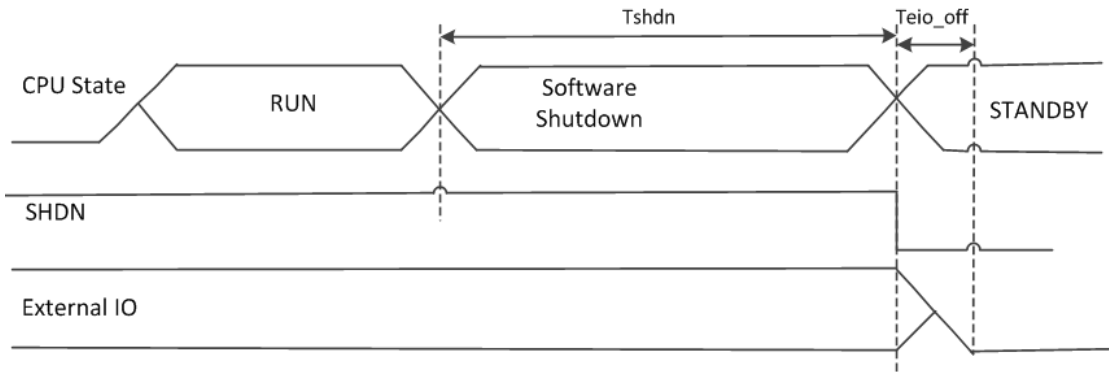 Tshdn
Teio_off
CPU State
RUN
Software
Shutdown
STANDBY
SHDN
External IO